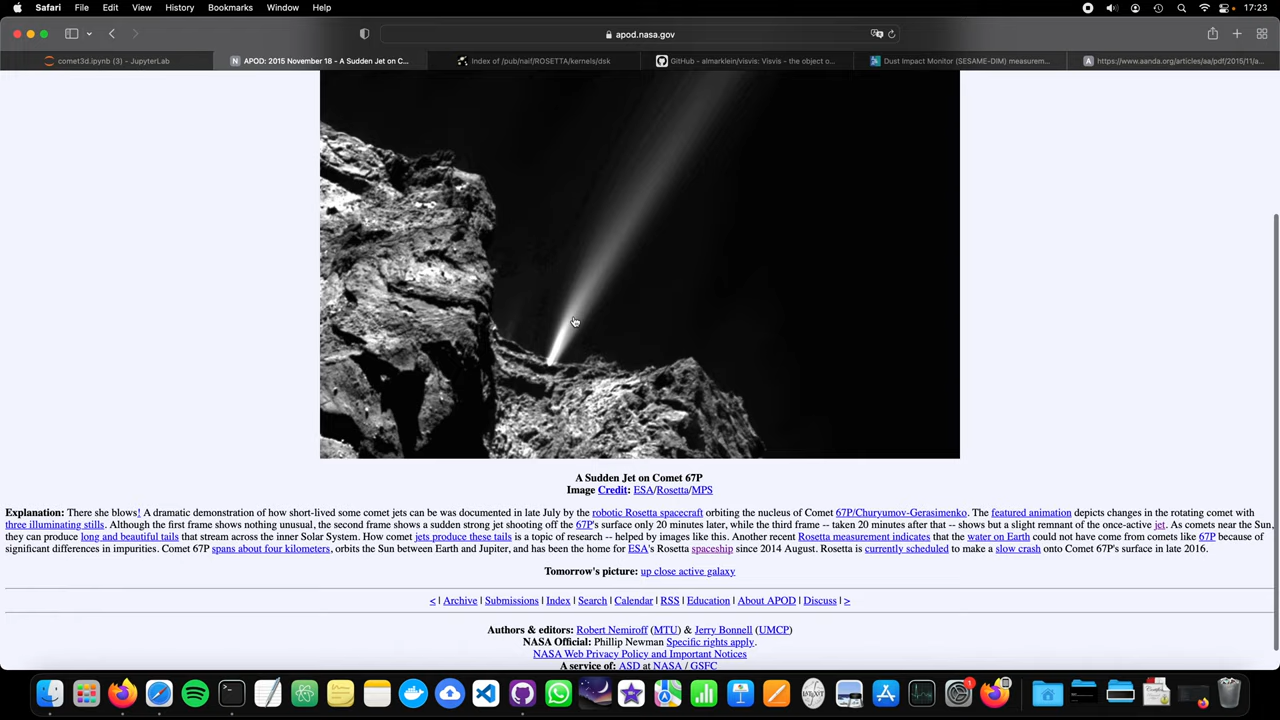 Safari File Edit View History Bookmarks Window Help 17:23
apod.nasa.gov
comet3d.ipynb (3) - JupyterLab
APOD: 2015 November 18 - A Sudden Jet on C...
Index of /pub/naif/ROSETTA/kernels/dsk
GitHub - almarklein/visvis: Visvis - the object o...
Dust Impact Monitor (SESAME-DIM) measurem...
https://www.aanda.org/articles/aa/pdf/2015/11/a...
A Sudden Jet on Comet 67P
Image Credit: ESA/Rosetta/MPS
Explanation: There she blows! A dramatic demonstration of how short-lived some comet jets can be was documented in late July by the robotic Rosetta spacecraft orbiting the nucleus of Comet 67P/Churyumov-Gerasimenko. The featured animation depicts changes in the rotating comet with
three illuminating stills. Although the first frame shows nothing unusual, the second frame shows a sudden strong jet shooting off the 67P's surface only 20 minutes later, while the third frame -- taken 20 minutes after that -- shows but a slight remnant of the once-active jet. As comets near the Sun,
they can produce long and beautiful tails that stream across the inner Solar System. How comet jets produce these tails is a topic of research -- helped by images like this. Another recent Rosetta measurement indicates that the water on Earth could not have come from comets like 67P because of
significant differences in impurities. Comet 67P spans about four kilometers, orbits the Sun between Earth and Jupiter, and has been the home for ESA's Rosetta spaceship since 2014 August. Rosetta is currently scheduled to make a slow crash onto Comet 67P's surface in late 2016.
Tomorrow's picture: up close active galaxy
< | Archive | Submissions | Index | Search | Calendar | RSS | Education | About APOD | Discuss | >
Authors & editors: Robert Nemiroff (MTU) & Jerry Bonnell (UMCP)
NASA Official: Phillip Newman Specific rights apply.
NASA Web Privacy Policy and Important Notices
A service of: ASD at NASA / GSFC